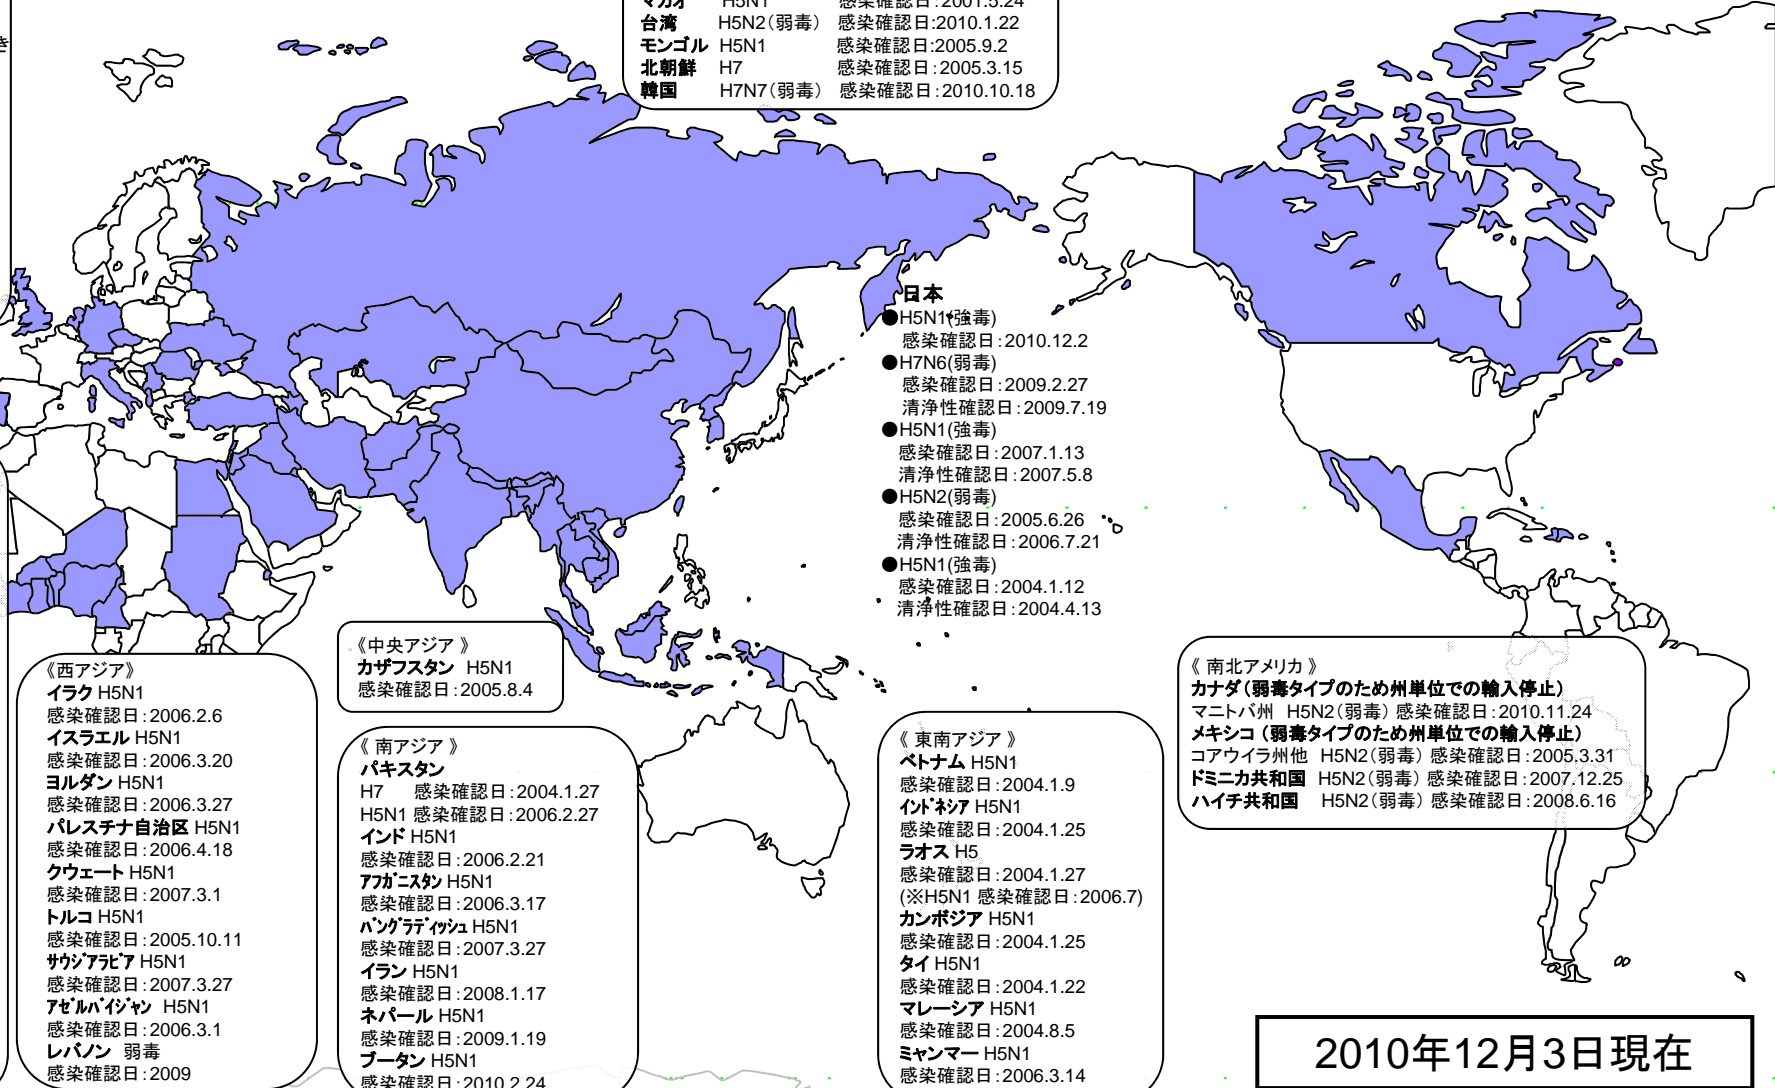 き
マカオ H5N1 感染確認日:2001.5.24
台湾 H5N2(弱毒) 感染確認日:2010.1.22
モンゴル H5N1 感染確認日:2005.9.2
北朝鮮 H7 感染確認日:2005.3.15
韓国 H7N7(弱毒) 感染確認日:2010.10.18
日本
●H5N1(強毒)
感染確認日:2010.12.2
●H7N6(弱毒)
感染確認日:2009.2.27
清浄性確認日:2009.7.19
●H5N1(強毒)
感染確認日:2007.1.13
清浄性確認日:2007.5.8
●H5N2(弱毒)
感染確認日:2005.6.26
清浄性確認日:2006.7.21
●H5N1(強毒)
感染確認日:2004.1.12
清浄性確認日:2004.4.13
《西アジア》
イラク H5N1
感染確認日:2006.2.6
イスラエル H5N1
感染確認日:2006.3.20
ヨルダン H5N1
感染確認日:2006.3.27
パレスチナ自治区 H5N1
感染確認日:2006.4.18
クウェート H5N1
感染確認日:2007.3.1
トルコ H5N1
感染確認日:2005.10.11
サウジアラビア H5N1
感染確認日:2007.3.27
アゼルバイジャン H5N1
感染確認日:2006.3.1
レバノン 弱毒
感染確認日:2009
《中央アジア 》
カザフスタン H5N1
感染確認日:2005.8.4
《 南アジア 》
パキスタン
H7 感染確認日:2004.1.27
H5N1 感染確認日:2006.2.27
インド H5N1
感染確認日:2006.2.21
アフガニスタン H5N1
感染確認日:2006.3.17
バングラディッシュ H5N1
感染確認日:2007.3.27
イラン H5N1
感染確認日:2008.1.17
ネパール H5N1
感染確認日:2009.1.19
ブータン H5N1
感染確認日:2010.2.24
《 東南アジア 》
ベトナム H5N1
感染確認日:2004.1.9
インドネシア H5N1
感染確認日:2004.1.25
ラオス H5
感染確認日:2004.1.27
(※H5N1 感染確認日:2006.7)
カンボジア H5N1
感染確認日:2004.1.25
タイ H5N1
感染確認日:2004.1.22
マレーシア H5N1
感染確認日:2004.8.5
ミャンマー H5N1
感染確認日:2006.3.14
《 南北アメリカ 》
カナダ(弱毒タイプのため州単位での輸入停止)
マニトバ州 H5N2(弱毒) 感染確認日:2010.11.24
メキシコ (弱毒タイプのため州単位での輸入停止)
コアウイラ州他 H5N2(弱毒) 感染確認日:2005.3.31
ドミニカ共和国 H5N2(弱毒) 感染確認日:2007.12.25
ハイチ共和国 H5N2(弱毒) 感染確認日:2008.6.16
2010年12月3日現在